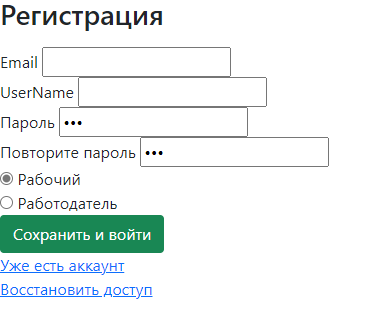 Регистрация
Email
UserName
Пароль •••
Повторите пароль •••
Рабочий
Работодатель
Сохранить и войти
Уже есть аккаунт
Восстановить доступ